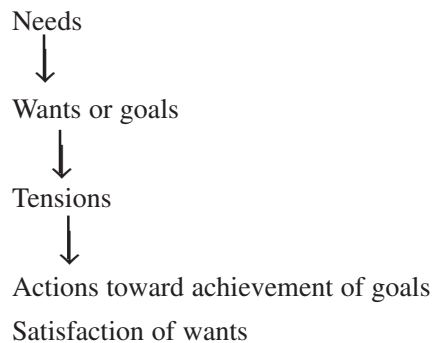 Needs
Wants or goals
Tensions
Actions toward achievement of goals
Satisfaction of wants